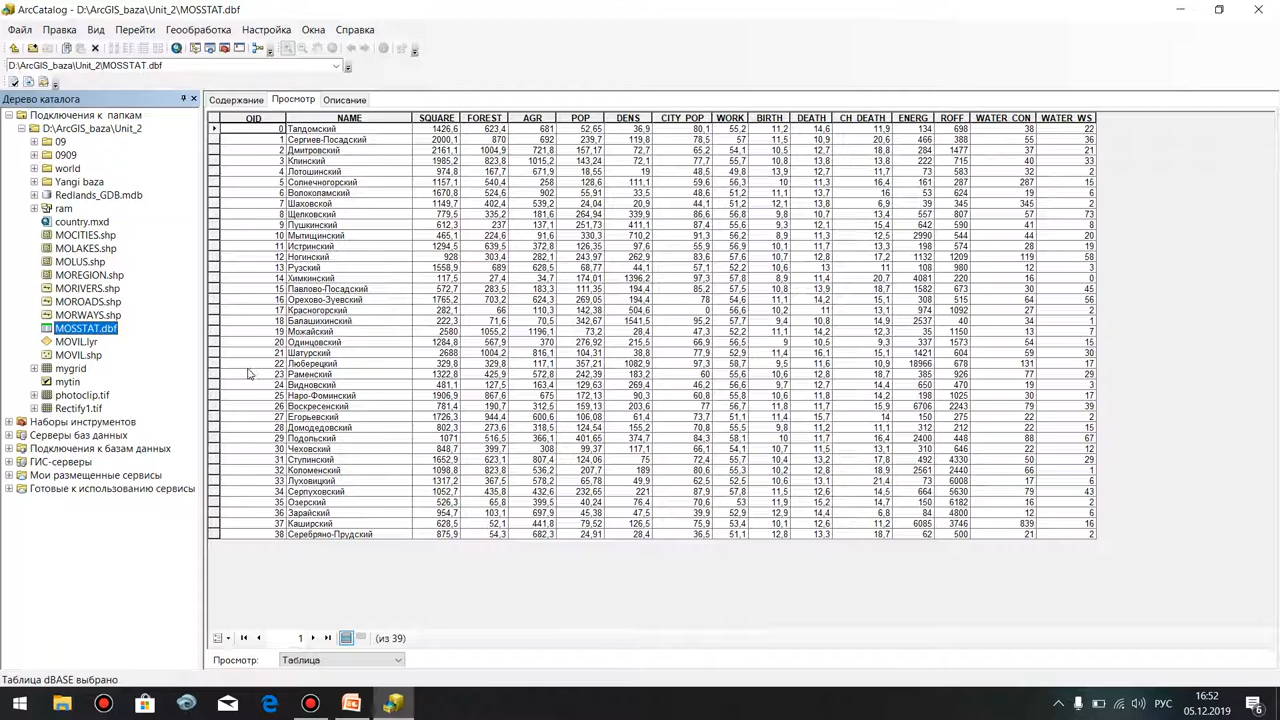 ArcCatalog - D:\ArcGIS_baza\Unit_2\MOSSTAT.dbf
Файл Правка Вид Перейти Геообработка Настройка Окна Справка
D:\ArcGIS_baza\Unit_2\MOSSTAT.dbf
Дерево каталога
Подключения к папкам
D:\ArcGIS_baza\Unit_2
09
0909
world
Yangi baza
Redlands_GDB.mdb
ram
country.mxd
MOCITIES.shp
MOLAKES.shp
MOLUS.shp
MOREGION.shp
MORIVERS.shp
MOROADS.shp
MORWAYS.shp
MOSSTAT.dbf
MOVIL.lyr
MOVIL.shp
mygrid
mytin
photoclip.tif
Rectify1.tif
Наборы инструментов
Серверы баз данных
Подключения к базам данных
ГИС-серверы
Мои размещенные сервисы
Готовые к использованию сервисы
Содержание Просмотр Описание
OID NAME SQUARE FOREST AGR POP DENS CITY_POP WORK BIRTH DEATH CH_DEATH ENERG ROFF WATER_CON WATER_WS
0 Талдомский 1426,6 623,4 681 52,65 36,9 80,1 55,2 11,2 14,6 11,9 134 698 38 22
1 Сергиев-Посадский 2000,1 870 692 239,7 119,8 78,5 57 11,5 10,9 20,6 466 388 55 36
2 Дмитровский 2161,1 1004,9 721,8 157,17 72,7 65,2 54,1 10,5 12,7 18,8 284 1477 37 21
3 Клинский 1985,2 823,8 1015,2 143,24 72,1 77,7 55,7 10,8 13,8 13,8 222 715 40 33
4 Лотошинский 974,8 167,7 671,9 18,55 19 48,5 49,8 13,9 13,2 11,7 73 583 32 2
5 Солнечногорский 1157,1 540,4 258 128,6 111,1 59,6 56,3 10 11,3 16,4 161 287 287 15
6 Волоколамский 1670,8 524,6 902 55,91 33,5 48,6 51,2 11,1 13,7 16 53 624 19 6
7 Шаховской 1149,7 402,4 539,2 24,04 20,9 44,1 51,2 12,1 13,8 6,9 39 345 345 2
8 Щелковский 779,5 335,2 181,6 264,94 339,9 86,6 56,8 9,8 10,7 13,4 557 807 57 73
9 Пушкинский 612,3 237 137,1 251,73 411,1 87,4 55,6 9,3 12,1 15,4 642 590 41 8
10 Мытищинский 465,1 224,6 91,6 330,3 710,2 91,3 56,2 8,9 11,3 12,5 2990 544 44 20
11 Истринский 1294,5 639,5 372,8 126,35 97,6 55,9 56,9 10,1 11,7 13,3 198 574 28 19
12 Ногинский 928 303,4 282,1 243,97 262,9 83,6 57,6 10,7 12,8 17,2 1132 1209 119 58
13 Рузский 1558,9 689 628,5 68,77 44,1 57,1 52,2 10,6 13 11 108 980 12 3
14 Химкинский 117,5 27,4 34,7 174,01 1396,2 97,3 57,8 8,9 11,4 20,7 4081 220 16 0
15 Павлово-Посадский 572,7 283,5 183,3 111,35 194,4 85,2 57,5 10,8 13,9 18,7 1582 673 30 45
16 Орехово-Зуевский 1765,2 703,2 624,3 269,05 194,4 78 54,6 11,2 14,2 15,1 308 515 64 56
17 Красногорский 282,1 66 110,3 142,38 504,6 0 0 11 13,1 6,1 974 1092 27 2
18 Балашихинский 222,3 71,6 70,5 342,67 1541,5 95,2 57,7 9,4 10,8 14,9 2537 40 34 1
19 Можайский 2580 1055,2 1196,1 73,2 28,4 47,3 52,2 11,1 14,2 12,3 35 1150 13 7
20 Одинцовский 1284,8 567,9 370 276,92 215,5 66,9 56,5 9 10,5 9,3 337 1573 54 15
21 Шатурский 2688 1004,2 816,1 104,31 38,8 77,9 52,9 11,4 16,1 15,1 1421 604 59 30
22 Люберецкий 329,8 329,8 117,1 357,21 1082,9 97,3 58,7 9,5 11,6 10,9 18966 678 131 17
23 Раменский 1322,8 425,9 572,8 242,39 183,2 60 56,8 10,3 12,6 18,7 385 926 77 29
24 Видновский 481,1 127,5 163,4 129,63 269,4 46,2 56,6 9,7 12,7 14,4 650 470 19 3
25 Наро-Фоминский 1906,9 867,6 675 172,13 90,3 60,8 55,8 10,6 11,7 14,2 198 1025 30 17
26 Воскресенский 781,4 190,7 312,5 159,13 203,6 77 56,7 11,8 11,7 15,9 6706 2243 79 39
27 Егорьевский 1726,3 944,4 600,6 106,08 61,4 73,7 51,1 11,4 15,7 14 150 275 22 2
28 Домодедовский 802,3 273,6 318,5 124,54 155,2 70,8 55,5 9,8 11,2 11,1 312 212 22 15
29 Подольский 1071 516,5 366,1 401,65 374,7 84,3 58,1 10 11,7 16,4 2400 448 88 67
30 Чеховский 848,7 399,7 308 99,37 117,1 66,1 54,1 10,7 11,5 13,1 310 646 22 12
31 Ступинский 1652,9 623,1 807,4 124,06 75 72,4 55,7 10,4 13,2 17,8 492 4330 50 29
32 Коломенский 1098,8 823,8 536,2 207,7 189 80,4 55,3 10,2 12,8 18,9 2561 2440 66 1
33 Луховицкий 1317,2 367,5 578,2 65,78 49,9 62,5 52,5 10,6 13,5 21,4 73 6008 17 6
34 Серпуховский 1052,7 435,8 432,6 232,65 221 87,9 57,8 11,5 12,5 14,5 664 5630 79 43
35 Озерский 526,3 65,8 399,5 40,24 76,4 70,6 53 11,9 15,2 14,7 150 6182 16 2
36 Зарайский 954,7 103,1 697,9 45,38 47,5 39,9 52,9 12,9 14,4 6,8 84 4800 12 6
37 Каширский 628,5 52,1 441,8 79,52 126,5 75,9 53,4 10,1 12,6 11,2 6085 3746 839 16
38 Серебряно-Прудский 875,9 54,3 682,3 24,91 28,4 36,5 51,1 12,8 13,3 18,7 62 500 21 2
1 (из 39)
Просмотр: Таблица
Таблица dBASE выбрано
РУС 16:52
05.12.2019
6